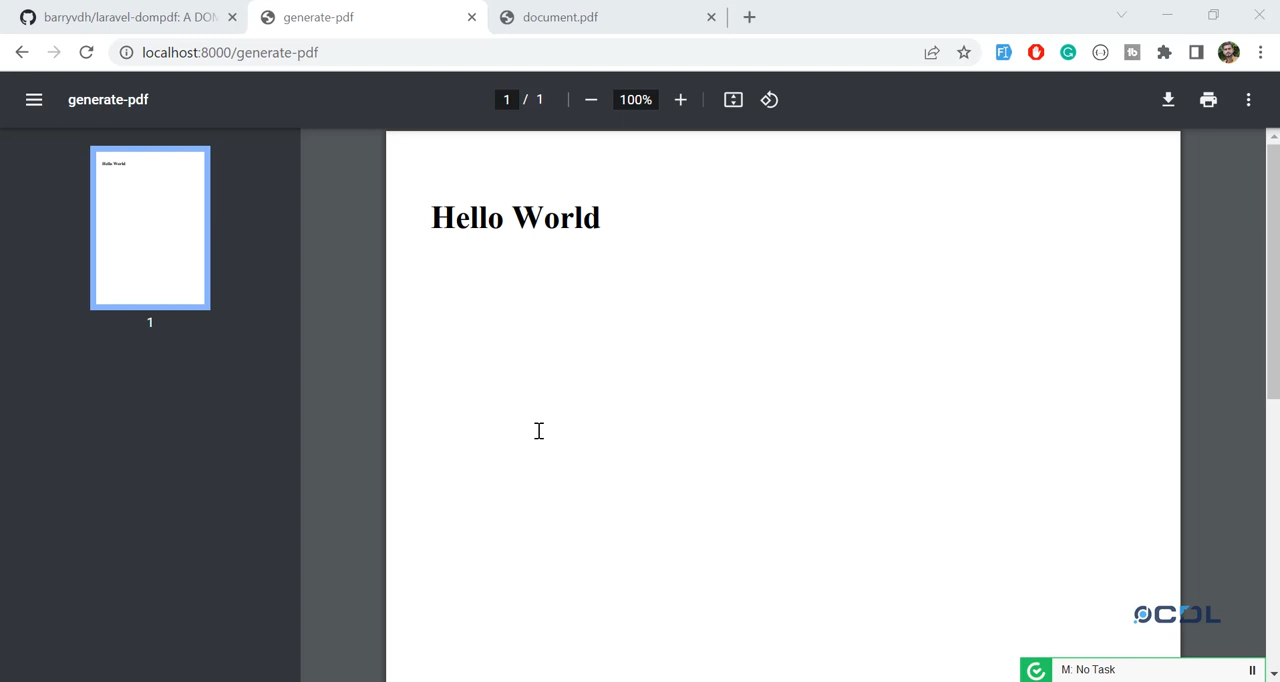 barryvdh/laravel-dompdf: A DOM
generate-pdf
document.pdf
localhost:8000/generate-pdf
generate-pdf
1 / 1
100%
Hello World
1
Hello World
CDL
M: No Task